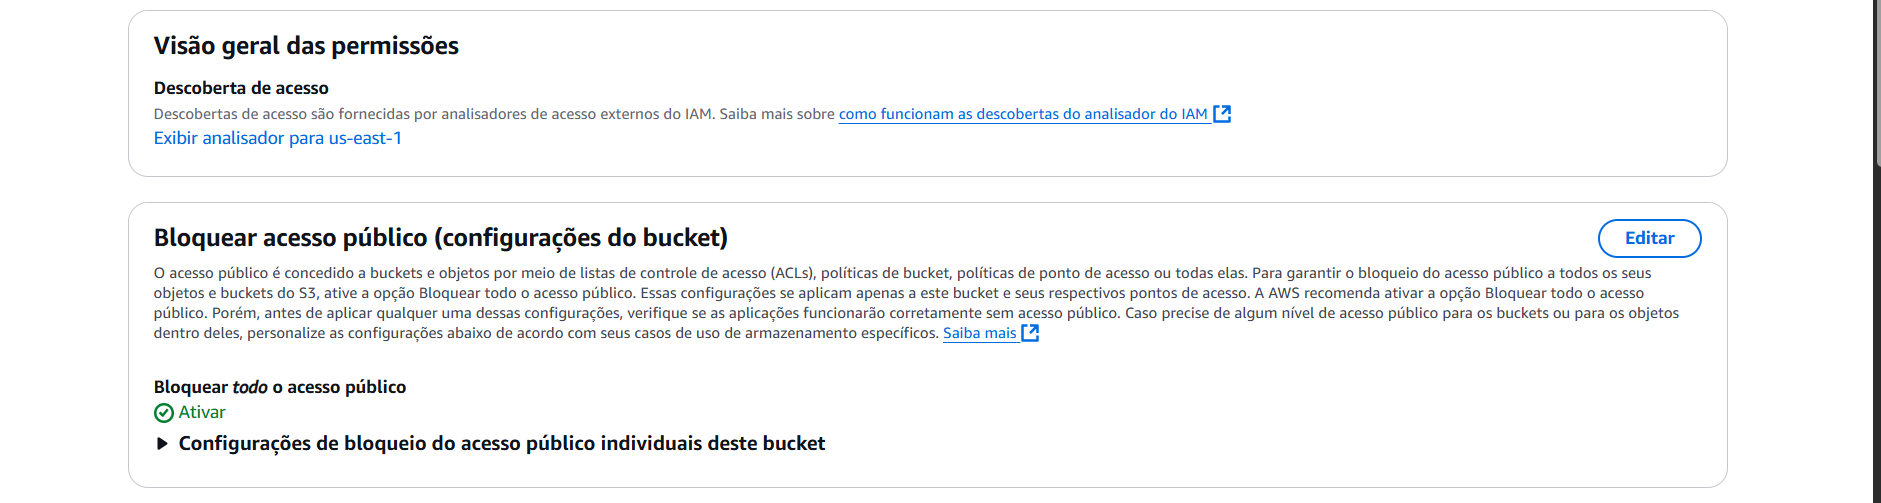 Visão geral das permissões
Descoberta de acesso
Descobertas de acesso são fornecidas por analisadores de acesso externos do IAM. Saiba mais sobre como funcionam as descobertas do analisador do IAM
Exibir analisador para us-east-1
Bloquear acesso público (configurações do bucket)
Editar
O acesso público é concedido a buckets e objetos por meio de listas de controle de acesso (ACLs), políticas de bucket, políticas de ponto de acesso ou todas elas. Para garantir o bloqueio do acesso público a todos os seus
objetos e buckets do S3, ative a opção Bloquear todo o acesso público. Essas configurações se aplicam apenas a este bucket e seus respectivos pontos de acesso. A AWS recomenda ativar a opção Bloquear todo o acesso
público. Porém, antes de aplicar qualquer uma dessas configurações, verifique se as aplicações funcionarão corretamente sem acesso público. Caso precise de algum nível de acesso público para os buckets ou para os objetos
dentro deles, personalize as configurações abaixo de acordo com seus casos de uso de armazenamento específicos. Saiba mais
Bloquear todo o acesso público
Ativar
Configurações de bloqueio do acesso público individuais deste bucket